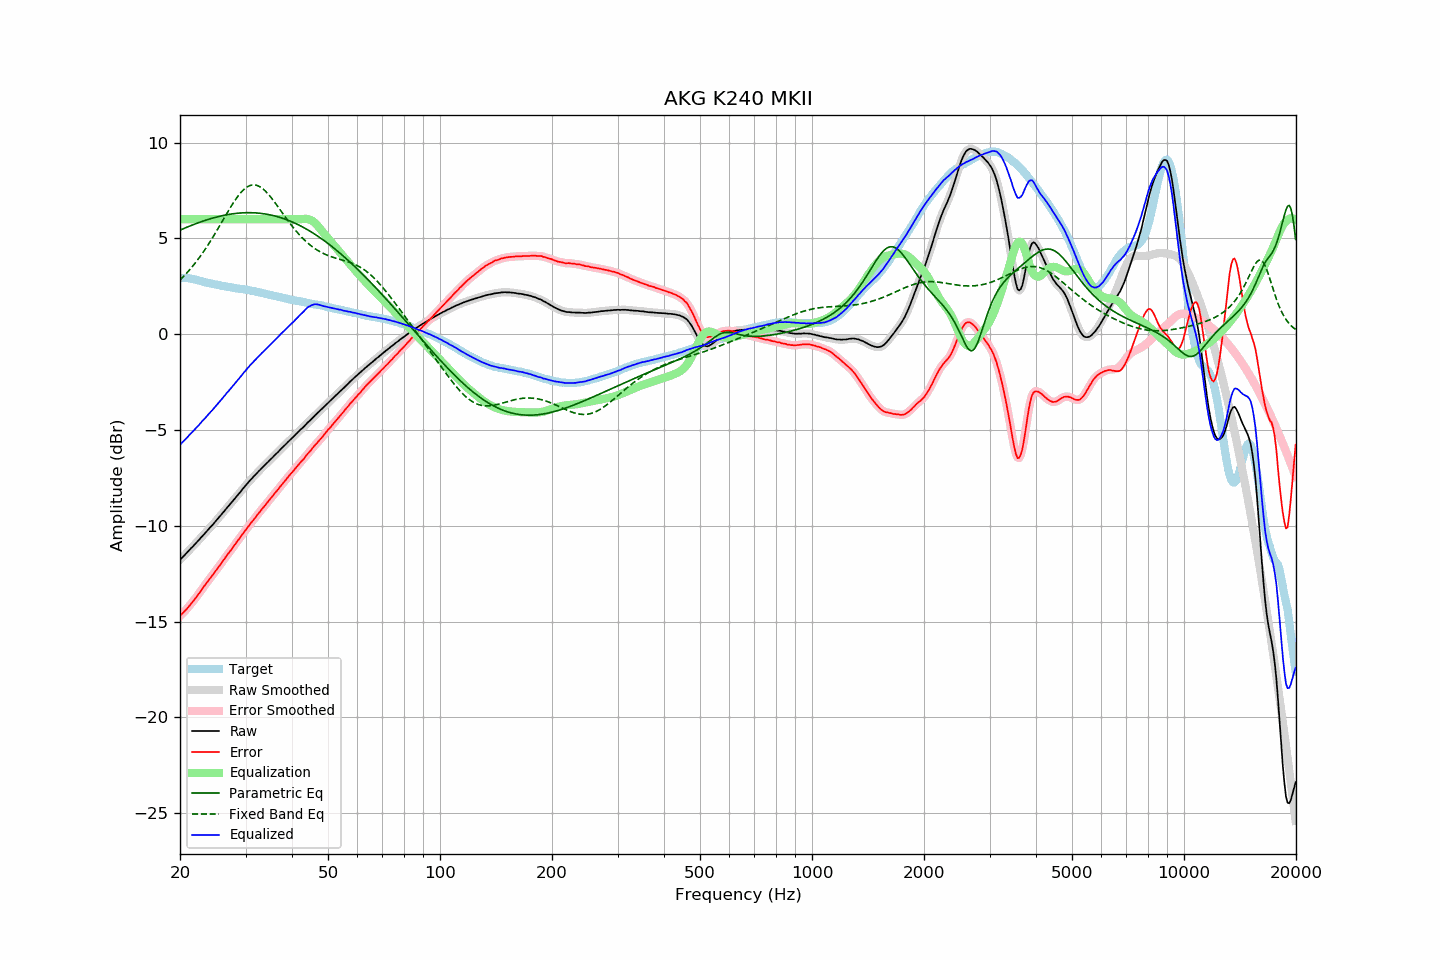 AKG K240 MKII
Amplitude (dBr)
10
5
0
−5
−10
−15
−20
−25
Target
Raw Smoothed
Error Smoothed
Raw
Error
Equalization
Parametric Eq
Fixed Band Eq
Equalized
20 50 100 200 500 1000 2000 5000 10000 20000
Frequency (Hz)